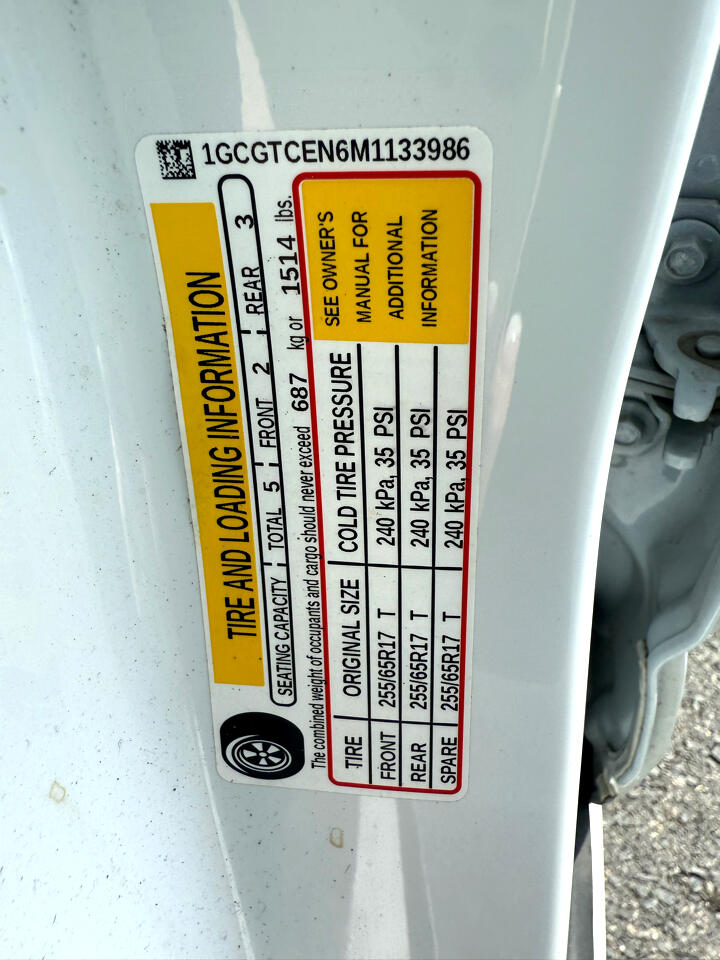 1GCGTCEN6M1133986
TIRE AND LOADING INFORMATION
SEATING CAPACITY TOTAL 5 FRONT 2 REAR 3
The combined weight of occupants and cargo should never exceed 687 kg or 1514 lbs.
TIRE ORIGINAL SIZE COLD TIRE PRESSURE
FRONT 255/65R17 T 240 kPa, 35 PSI
REAR 255/65R17 T 240 kPa, 35 PSI
SPARE 255/65R17 T 240 kPa, 35 PSI
SEE OWNER'S
MANUAL FOR
ADDITIONAL
INFORMATION